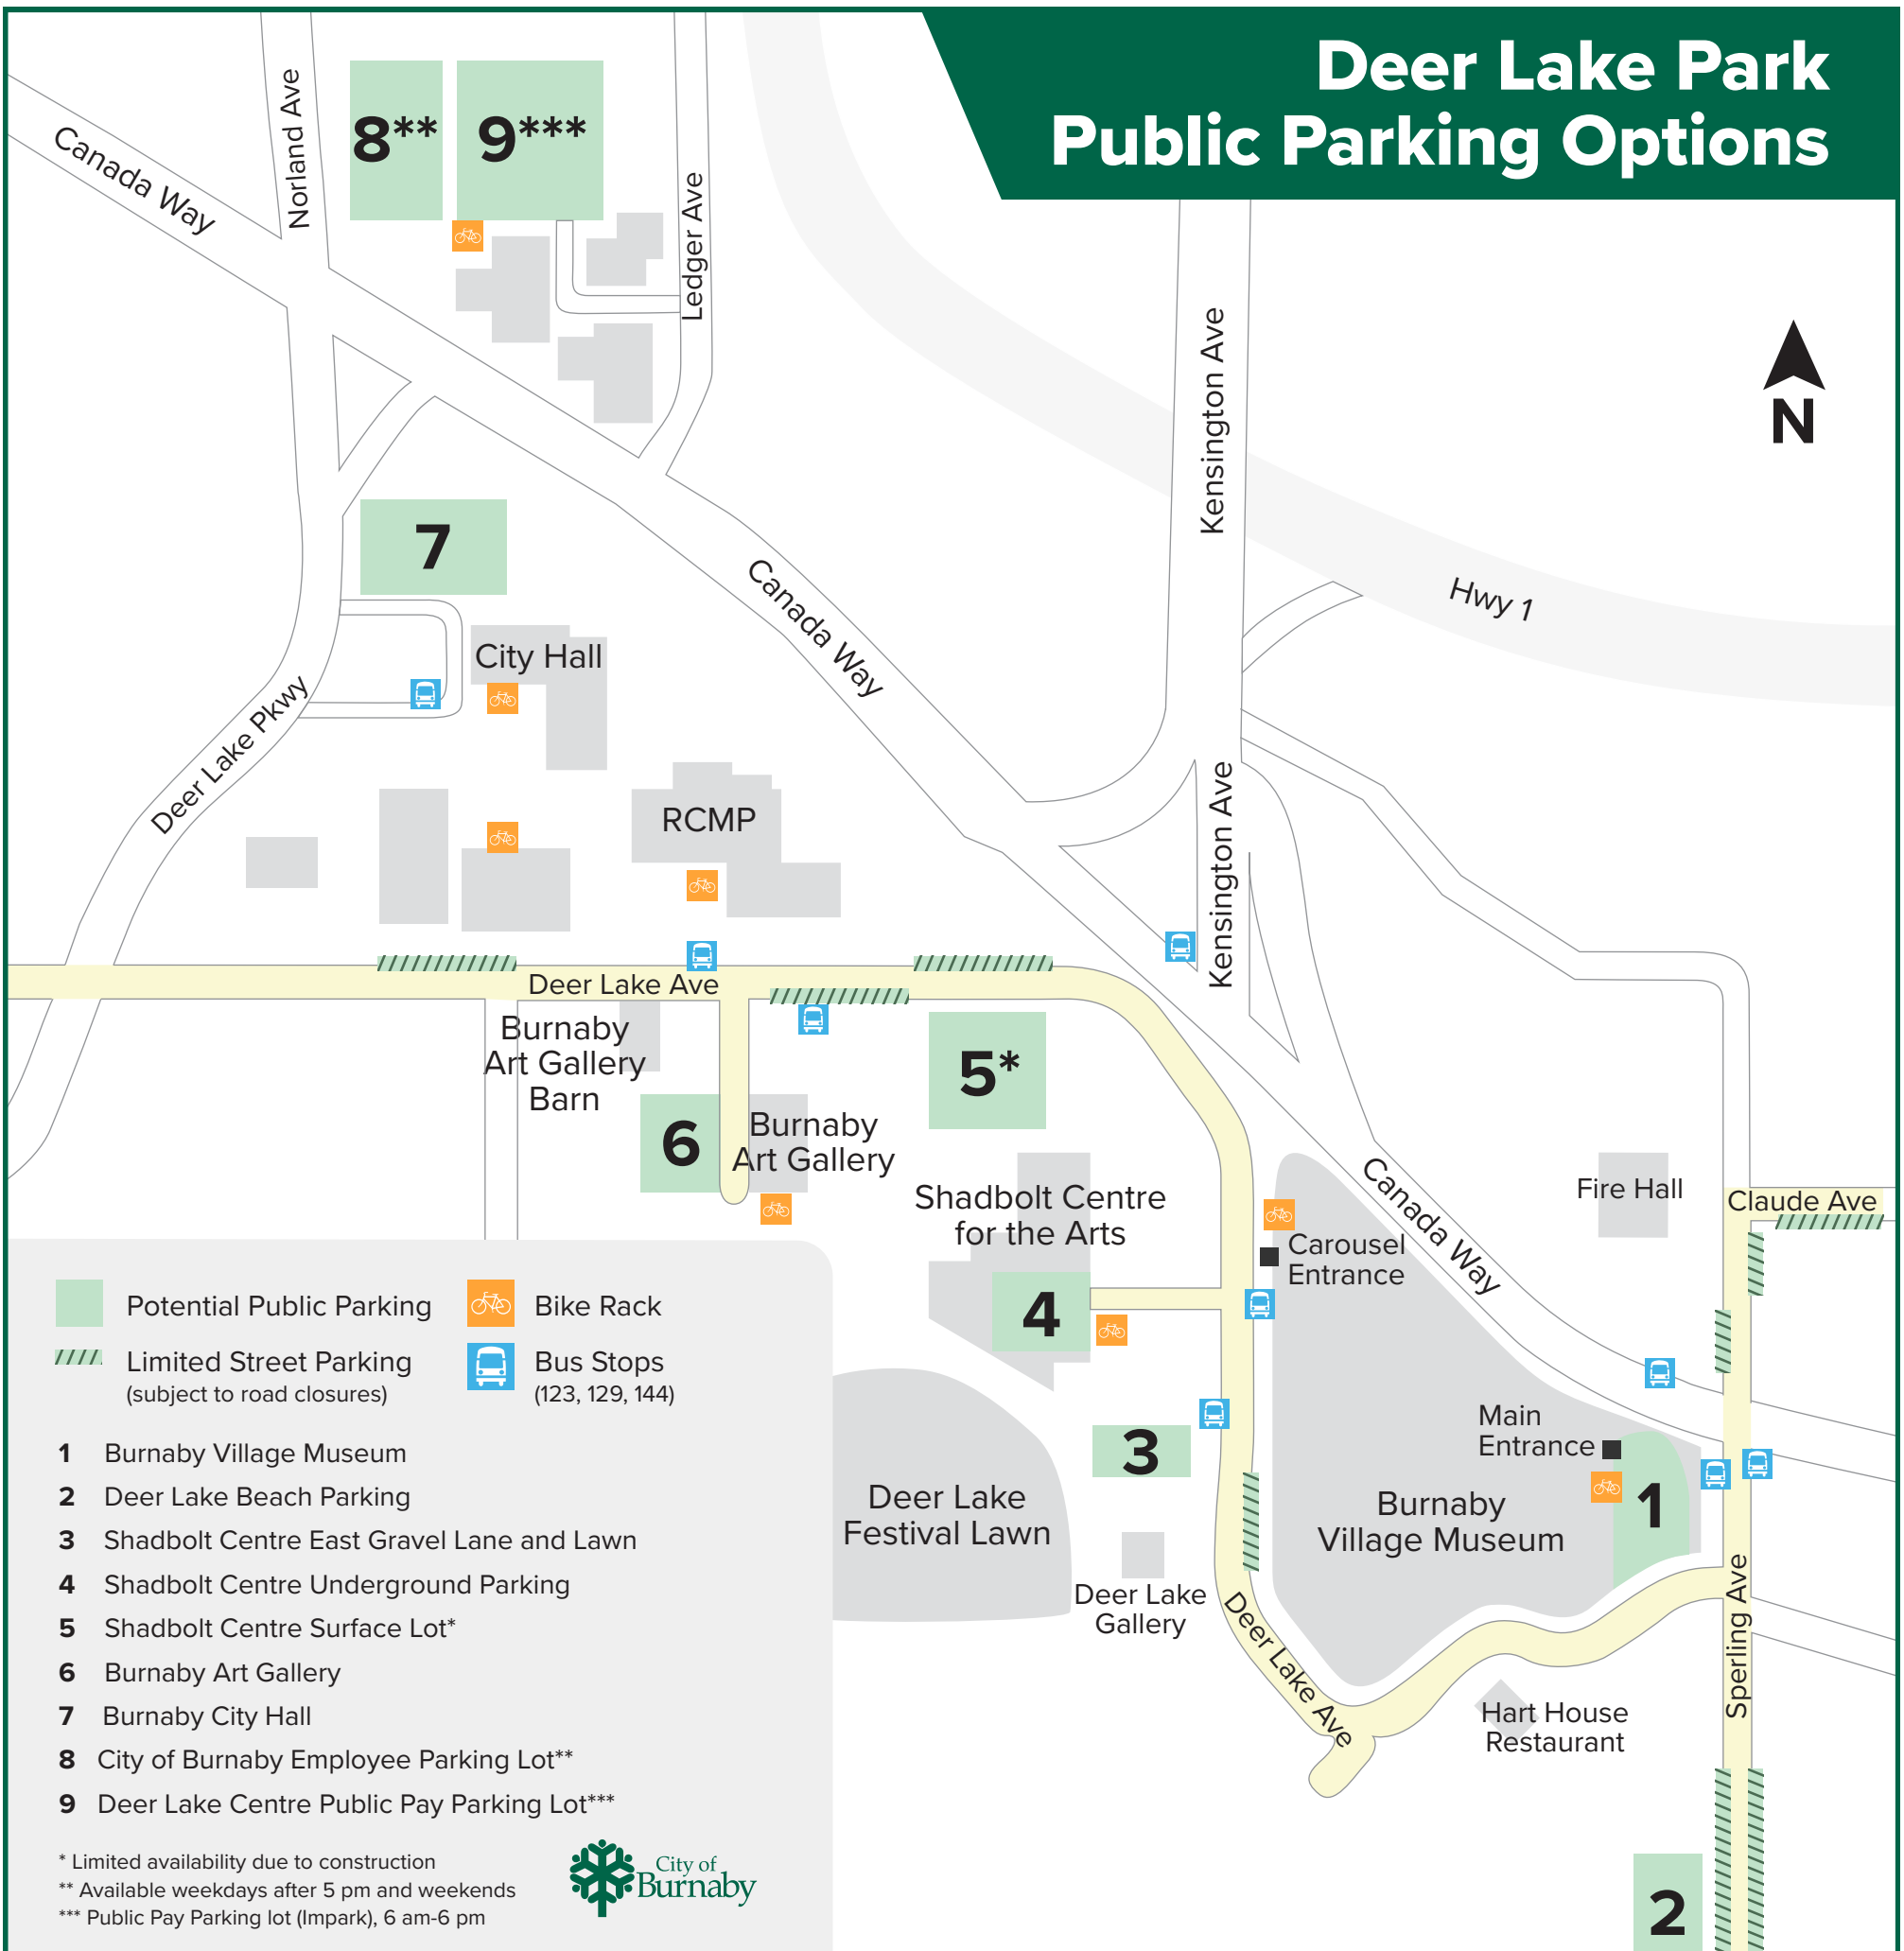 Deer Lake Park
Public Parking Options
Canada Way
Norland Ave
8**
9***
Ledger Ave
Kensington Ave
N
Hwy 1
7
City Hall
Canada Way
Deer Lake Pkwy
RCMP
Kensington Ave
Deer Lake Ave
Burnaby
Art Gallery
Barn
5*
6
Burnaby
Art Gallery
Shadbolt Centre
for the Arts
Canada Way
Fire Hall
Claude Ave
Carousel
Entrance
4
Main
Entrance
3
1
Deer Lake
Festival Lawn
Burnaby
Village Museum
Deer Lake
Gallery
Deer Lake Ave
Sperling Ave
Hart House
Restaurant
2
Potential Public Parking
Bike Rack
Limited Street Parking
(subject to road closures)
Bus Stops
(123, 129, 144)
1 Burnaby Village Museum
2 Deer Lake Beach Parking
3 Shadbolt Centre East Gravel Lane and Lawn
4 Shadbolt Centre Underground Parking
5 Shadbolt Centre Surface Lot*
6 Burnaby Art Gallery
7 Burnaby City Hall
8 City of Burnaby Employee Parking Lot**
9 Deer Lake Centre Public Pay Parking Lot***
* Limited availability due to construction
** Available weekdays after 5 pm and weekends
*** Public Pay Parking lot (Impark), 6 am-6 pm
City of
Burnaby